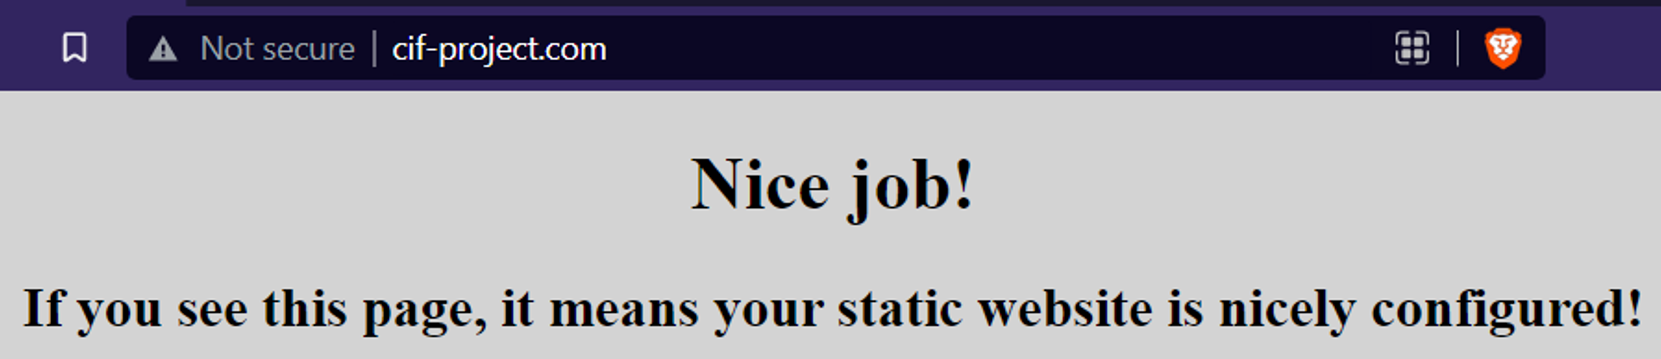 Not secure | cif-project.com
Nice job!
If you see this page, it means your static website is nicely configured!